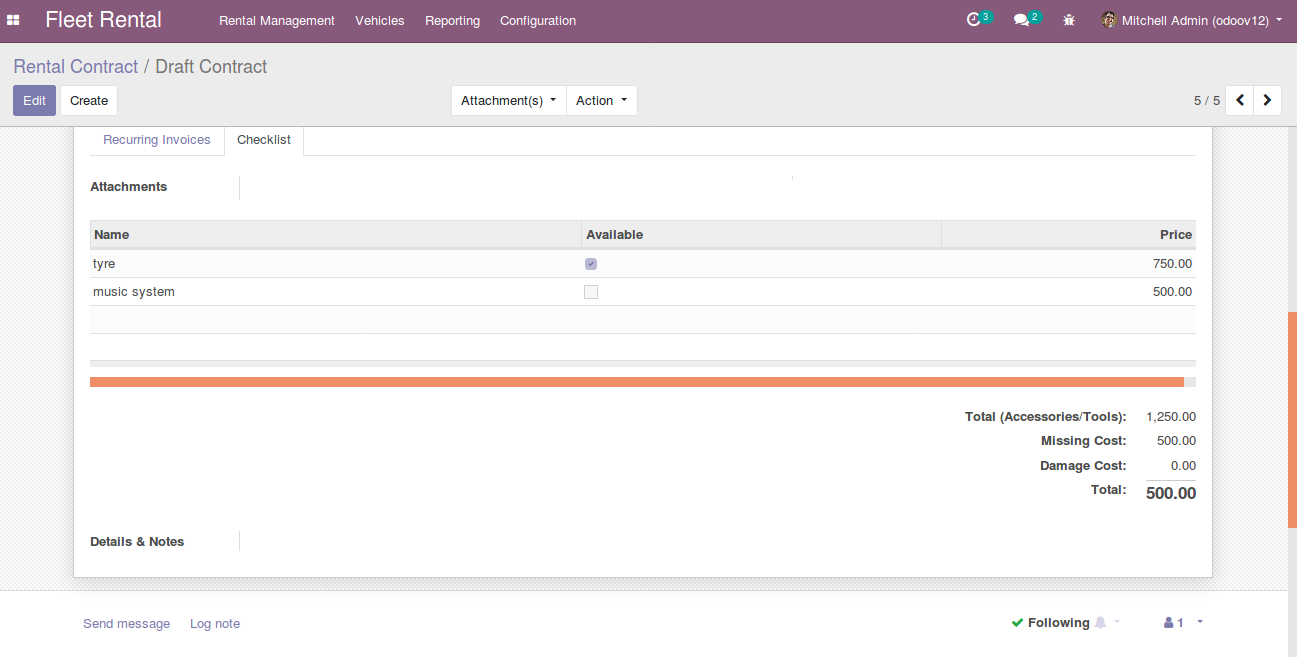 Fleet Rental Rental Management Vehicles Reporting Configuration 3 2 Mitchell Admin (odoov12)
Rental Contract / Draft Contract
Edit Create Attachment(s) Action 5 / 5
Recurring Invoices Checklist
Attachments
Name Available Price
tyre 750.00
music system 500.00
Total (Accessories/Tools): 1,250.00
Missing Cost: 500.00
Damage Cost: 0.00
Total: 500.00
Details & Notes
Send message Log note Following 1